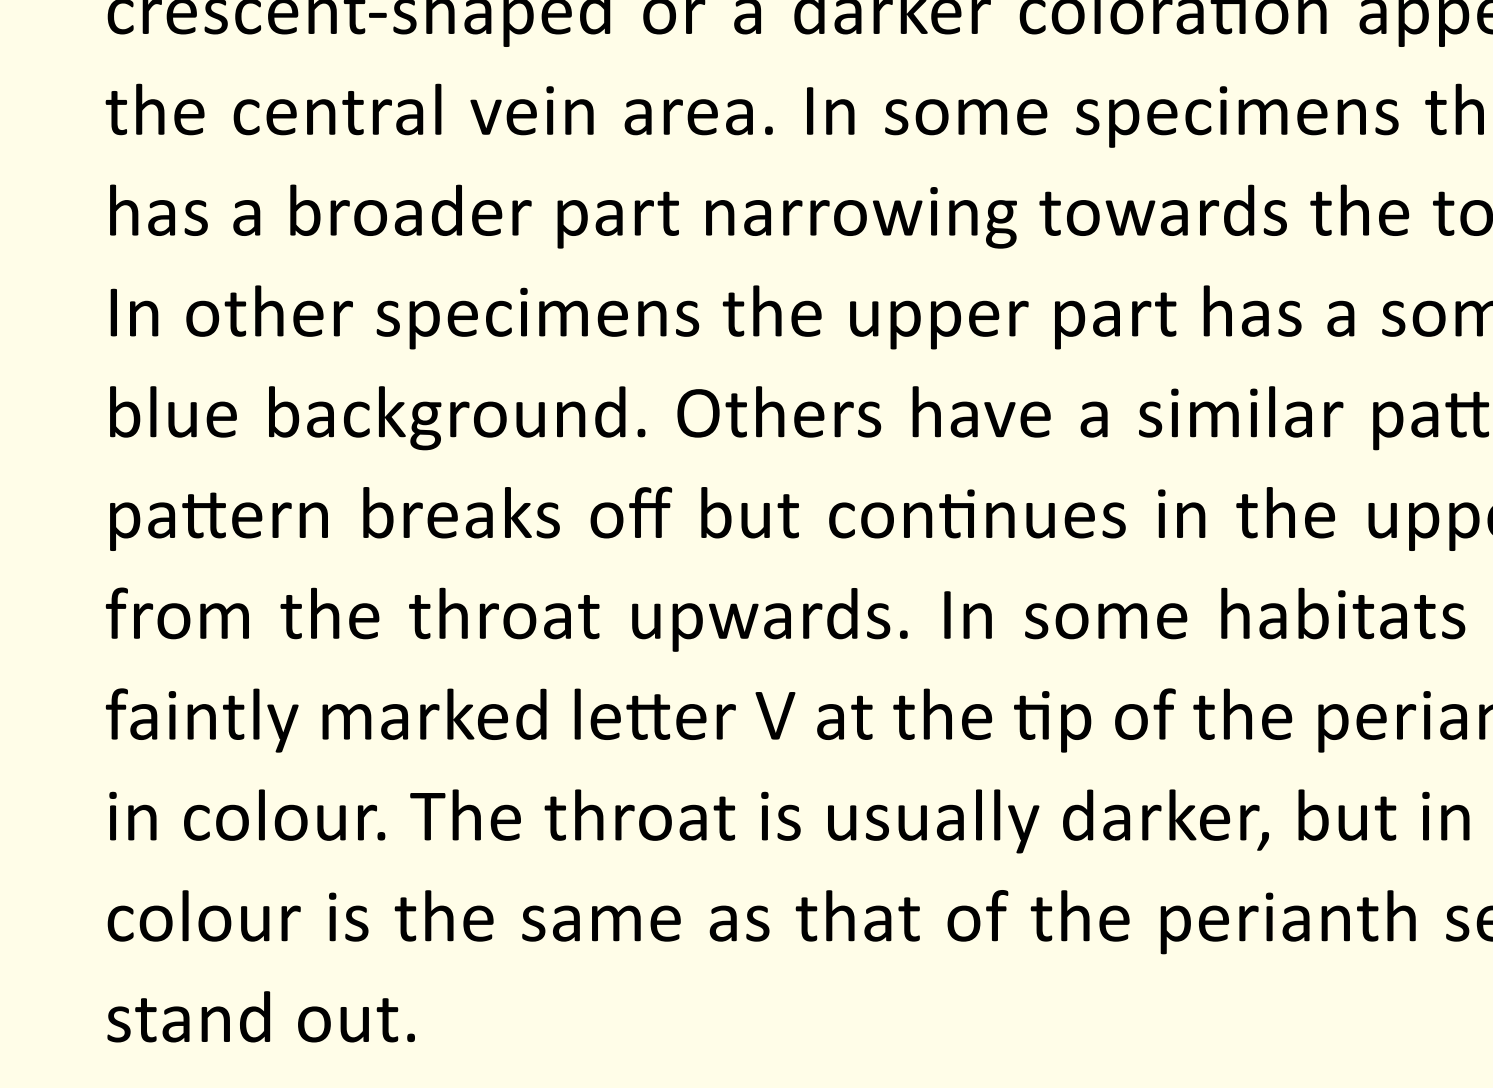 crescent-shaped or a darker coloration appe
the central vein area. In some specimens th
has a broader part narrowing towards the to
In other specimens the upper part has a som
blue background. Others have a similar patt
pattern breaks off but continues in the uppe
from the throat upwards. In some habitats
faintly marked letter V at the tip of the perian
in colour. The throat is usually darker, but in
colour is the same as that of the perianth se
stand out.